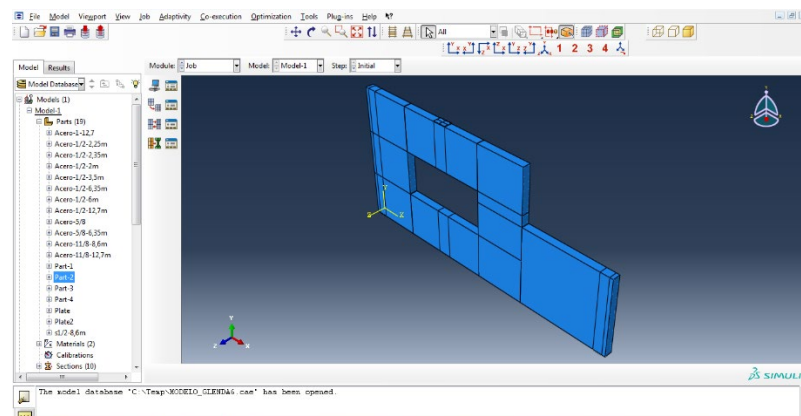 File Model Viewport View Job Adaptivity Co-execution Optimization Tools Plug-ins Help
All
1 2 3 4
Model Results Module: Job Model: Model-1 Step: Initial
Model Database
Models (1)
Model-1
Parts (19)
Acero-1-12,7
Acero-1/2-2,25m
Acero-1/2-2,35m
Acero-1/2-2m
Acero-1/2-3,5m
Acero-1/2-6,35m
Acero-1/2-6m
Acero-1/2-12,7m
Acero-5/8
Acero-5/8-6,35m
Acero-11/8-8,6m
Acero-11/8-12,7m
Part-1
Part-2
Part-3
Part-4
Plate
Plate2
s1/2-8,6m
Materials (2)
Calibrations
Sections (10)
Y
Z X
Y
Z X
SIMULI
The model database "C:\Temp\MODELO_GLENDA6.cae" has been opened.